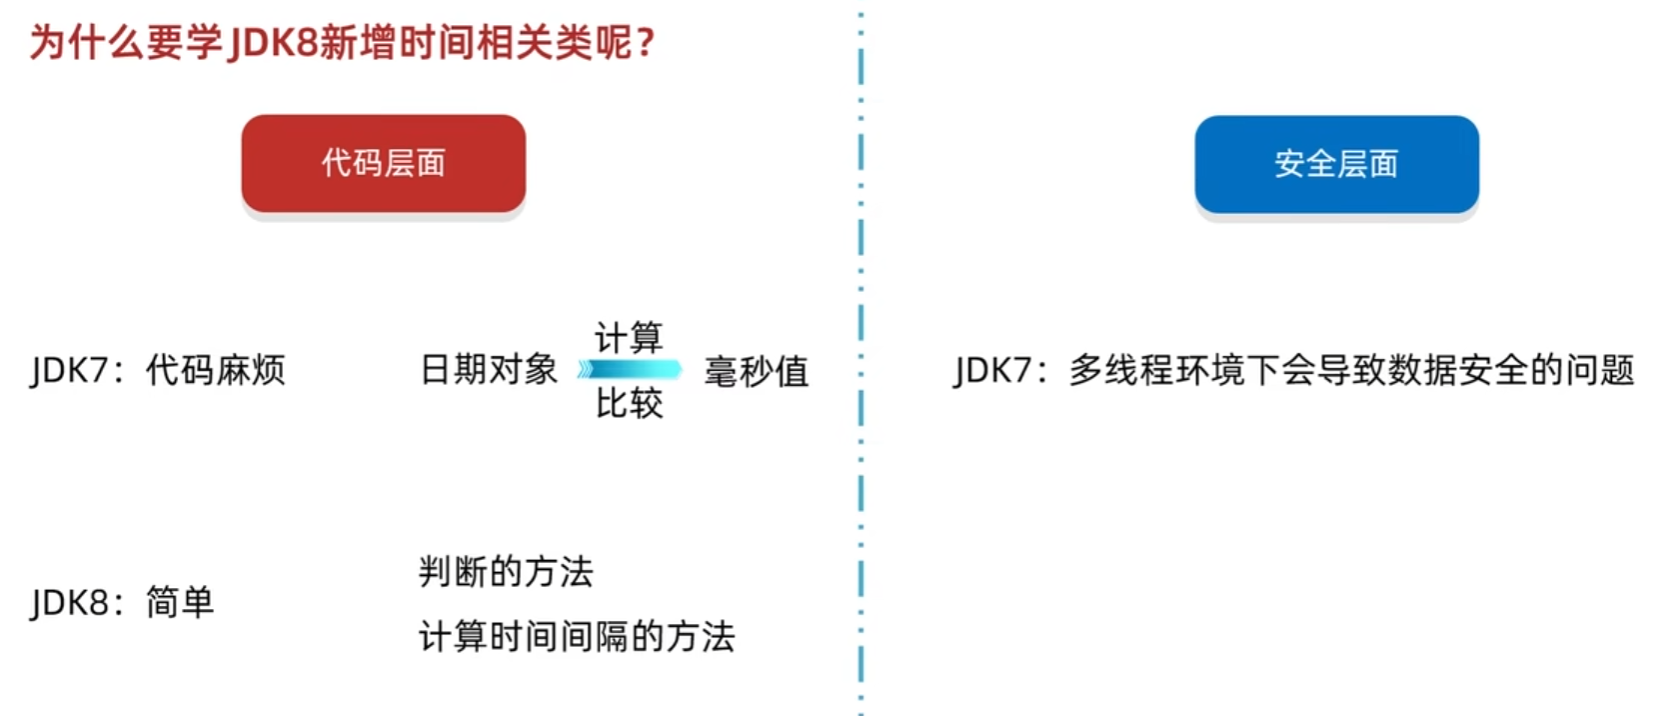 为什么要学JDK8新增时间相关类呢？
代码层面
JDK7：代码麻烦
日期对象
计算
比较
毫秒值
JDK8：简单
判断的方法
计算时间间隔的方法
安全层面
JDK7：多线程环境下会导致数据安全的问题